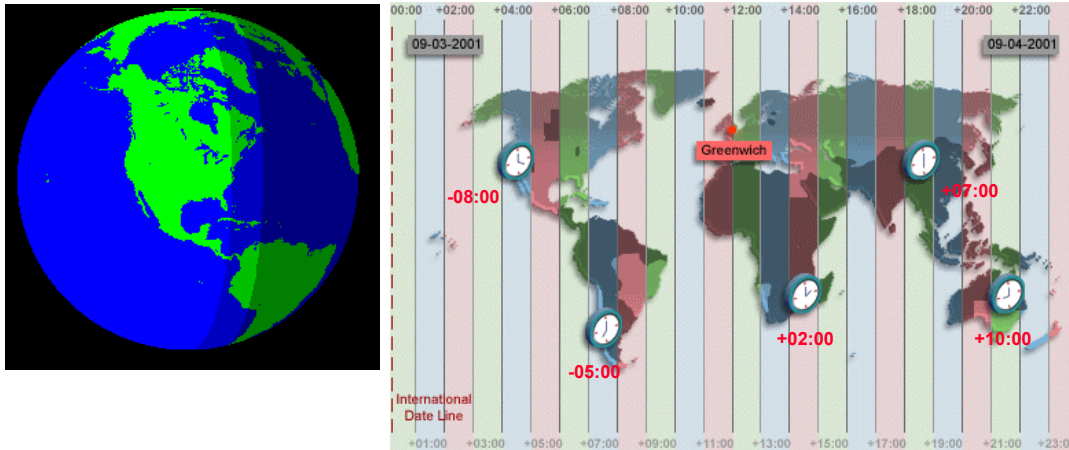 00:00 +02:00 +04:00 +06:00 +08:00 +10:00 +12:00 +14:00 +16:00 +18:00 +20:00 +22:00
09-03-2001 09-04-2001
Greenwich
-08:00 +07:00
-05:00 +02:00 +10:00
International
Date Line
+01:00 +03:00 +05:00 +07:00 +09:00 +11:00 +13:00 +15:00 +17:00 +19:00 +21:00 +23:00